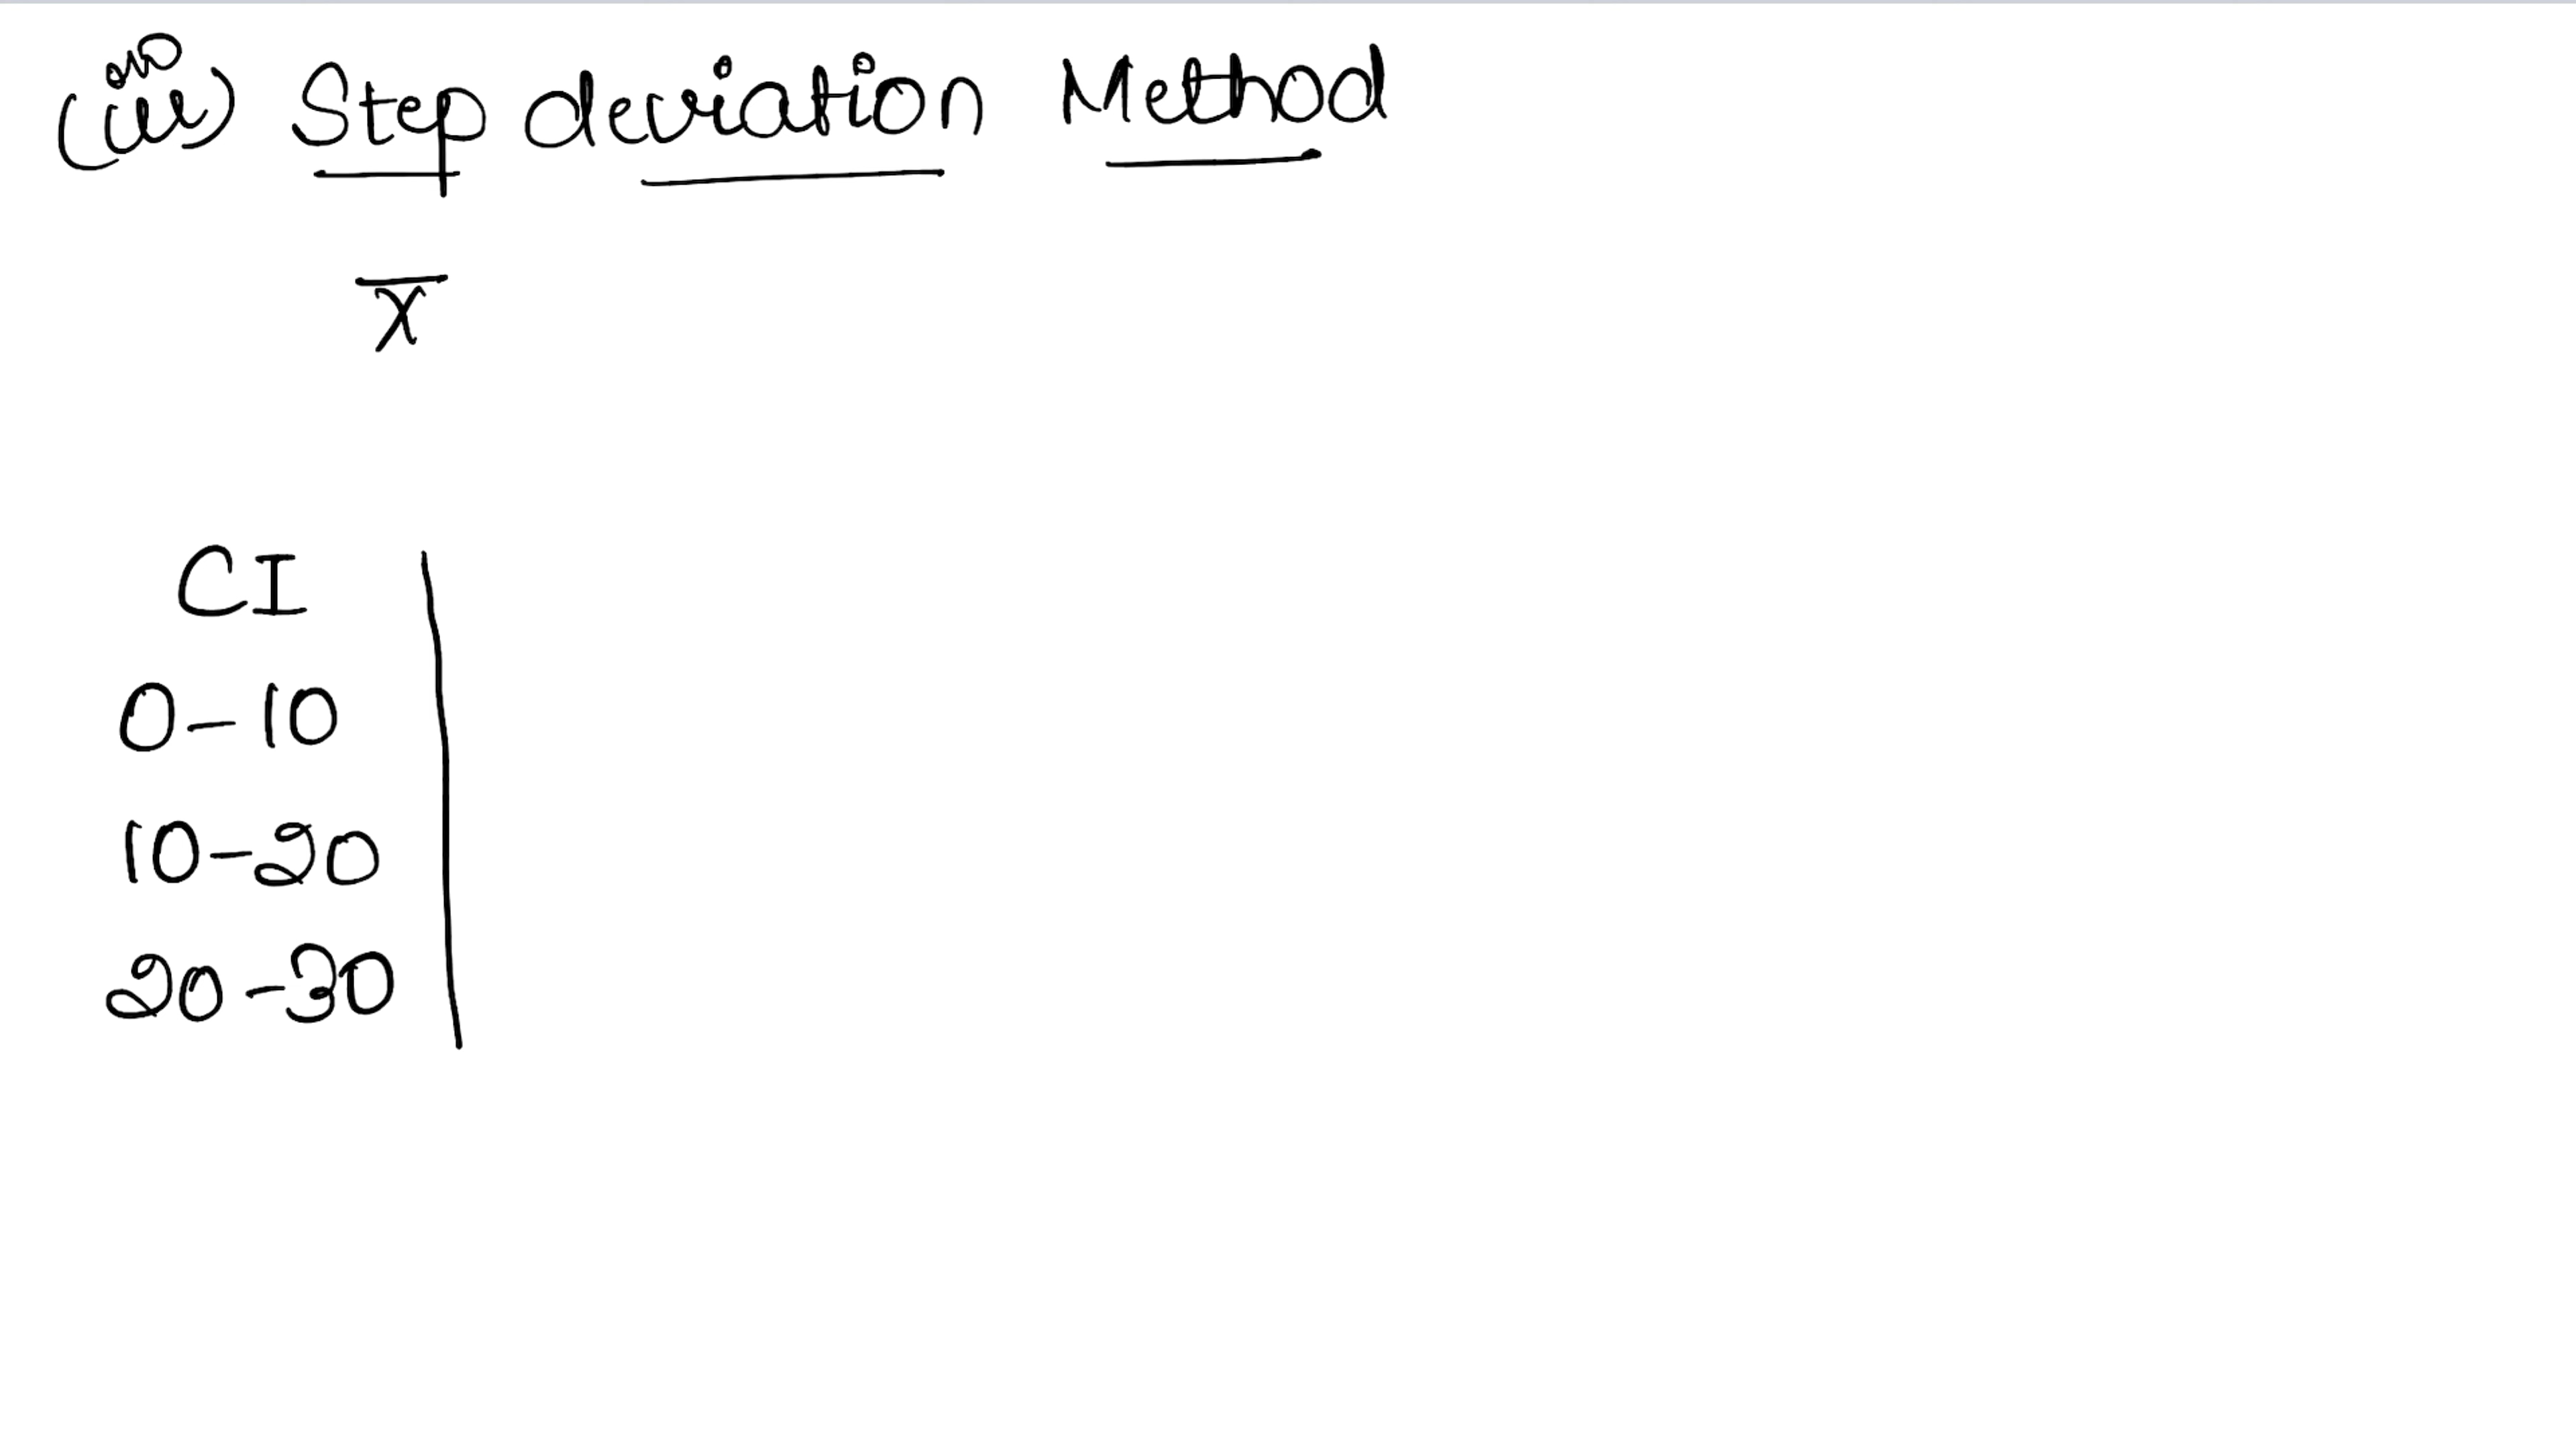 (iii) Step deviation Method
x̄
CI
0-10
10-20
20-30